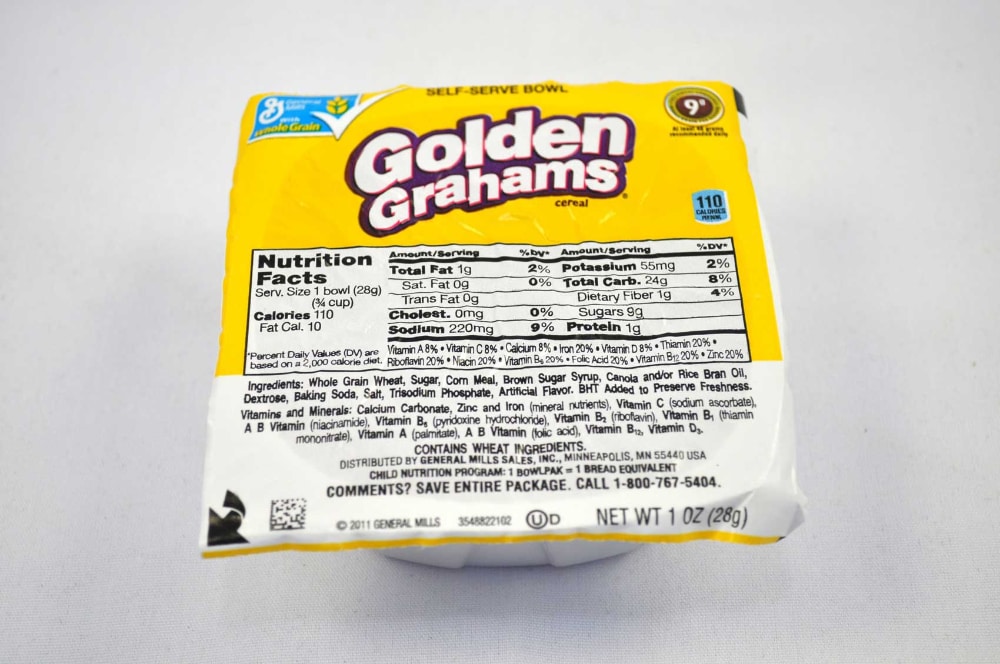 SELF-SERVE BOWL
WITH
Whole Grain
9g
At least 48 grams
recommended daily
Golden
Grahams®
cereal
110
CALORIES
Nutrition
Facts
Serv. Size 1 bowl (28g)
(¾ cup)
Calories 110
Fat Cal. 10
*Percent Daily Values (DV) are
based on a 2,000 calorie diet.
Amount/Serving %DV* Amount/Serving %DV*
Total Fat 1g 2% Potassium 55mg 2%
Sat. Fat 0g 0% Total Carb. 24g 8%
Trans Fat 0g Dietary Fiber 1g 4%
Cholest. 0mg 0% Sugars 9g
Sodium 220mg 9% Protein 1g
Vitamin A 8% • Vitamin C 8% • Calcium 8% • Iron 20% • Vitamin D 8% • Thiamin 20% •
Riboflavin 20% • Niacin 20% • Vitamin B₆ 20% • Folic Acid 20% • Vitamin B₁₂ 20% • Zinc 20%
Ingredients: Whole Grain Wheat, Sugar, Corn Meal, Brown Sugar Syrup, Canola and/or Rice Bran Oil,
Dextrose, Baking Soda, Salt, Trisodium Phosphate, Artificial Flavor. BHT Added to Preserve Freshness.
Vitamins and Minerals: Calcium Carbonate, Zinc and Iron (mineral nutrients), Vitamin C (sodium ascorbate),
A B Vitamin (niacinamide), Vitamin B₆ (pyridoxine hydrochloride), Vitamin B₂ (riboflavin), Vitamin B₁ (thiamin
mononitrate), Vitamin A (palmitate), A B Vitamin (folic acid), Vitamin B₁₂, Vitamin D₃.
CONTAINS WHEAT INGREDIENTS.
DISTRIBUTED BY GENERAL MILLS SALES, INC., MINNEAPOLIS, MN 55440 USA
CHILD NUTRITION PROGRAM: 1 BOWLPAK = 1 BREAD EQUIVALENT
COMMENTS? SAVE ENTIRE PACKAGE. CALL 1-800-767-5404.
© 2011 GENERAL MILLS 3548822102 ⓊD NET WT 1 OZ (28g)